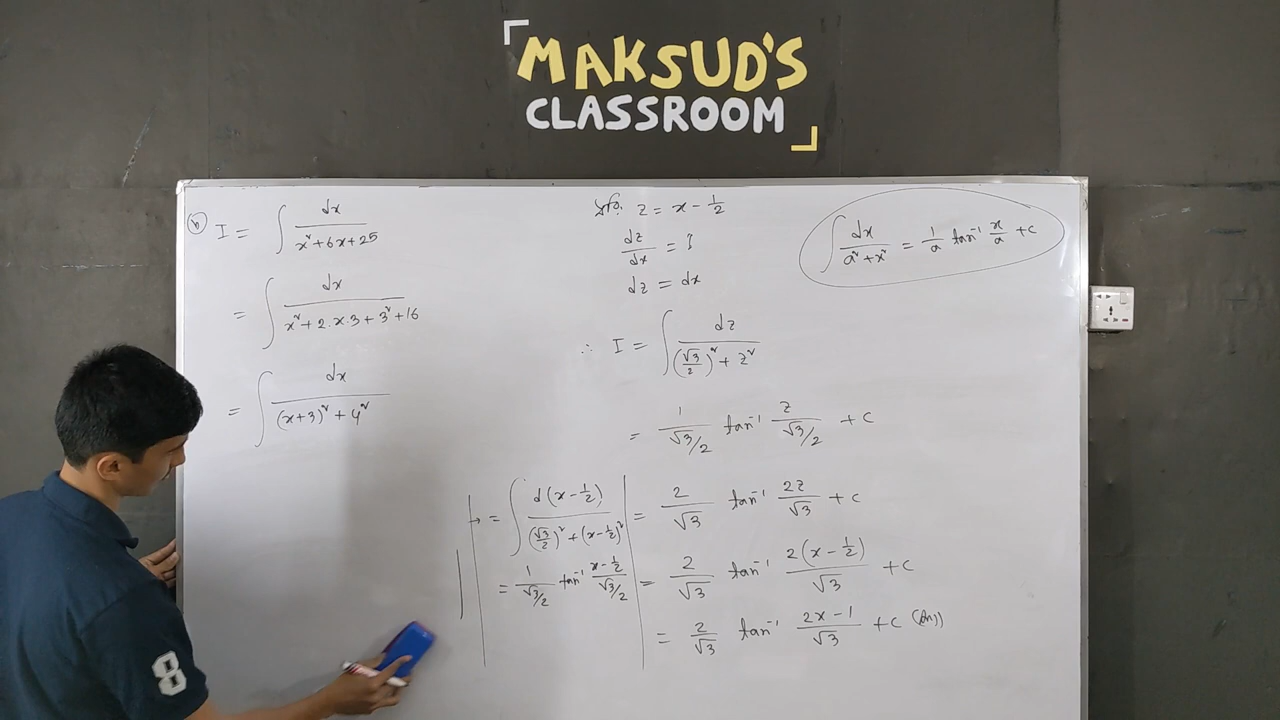 MAKSUD'S
CLASSROOM
(b) I = ∫ dx / (x² + 6x + 25)
= ∫ dx / (x² + 2.x.3 + 3² + 16)
= ∫ dx / ((x+3)² + 4²)
ধরি, z = x - 1/2
dz/dx = 1
dz = dx
∴ I = ∫ dz / ((√3/2)² + z²)
= 1/(√3/2) tan⁻¹ z/(√3/2) + c
= 2/√3 tan⁻¹ 2z/√3 + c
= 2/√3 tan⁻¹ 2(x - 1/2)/√3 + c
= 2/√3 tan⁻¹ (2x - 1)/√3 + c (Ans)
→ = ∫ d(x - 1/2) / ((√3/2)² + (x - 1/2)²)
= 1/(√3/2) tan⁻¹ (x - 1/2)/(√3/2)
∫ dx / (a² + x²) = 1/a tan⁻¹ x/a + c
8